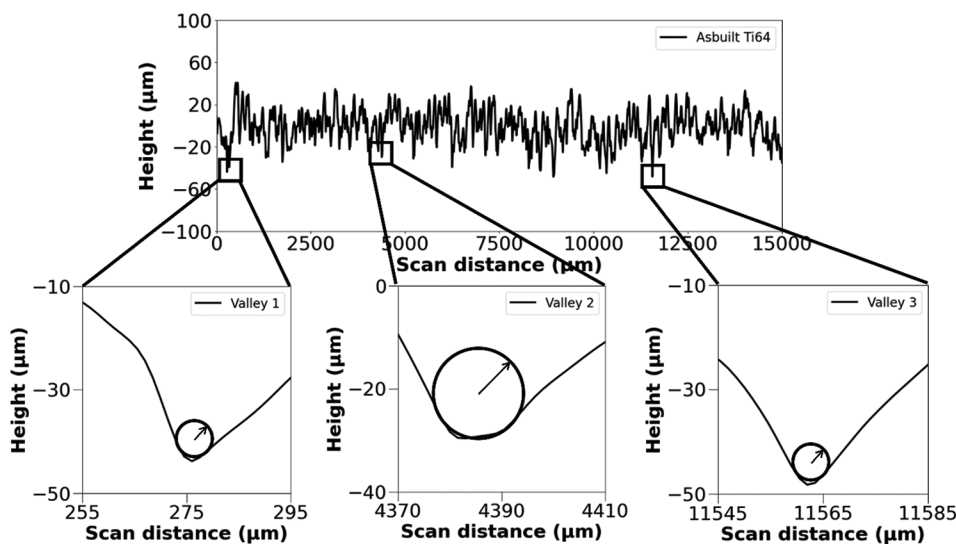 100
60
20
−20
−60
−100
Height (μm)
Asbuilt Ti64
0 2500 5000 7500 10000 12500 15000
Scan distance (μm)
−10
−30
−50
Height (μm)
Valley 1
255 275 295
Scan distance (μm)
0
−20
−40
Height (μm)
Valley 2
4370 4390 4410
Scan distance (μm)
−10
−30
−50
Height (μm)
Valley 3
11545 11565 11585
Scan distance (μm)